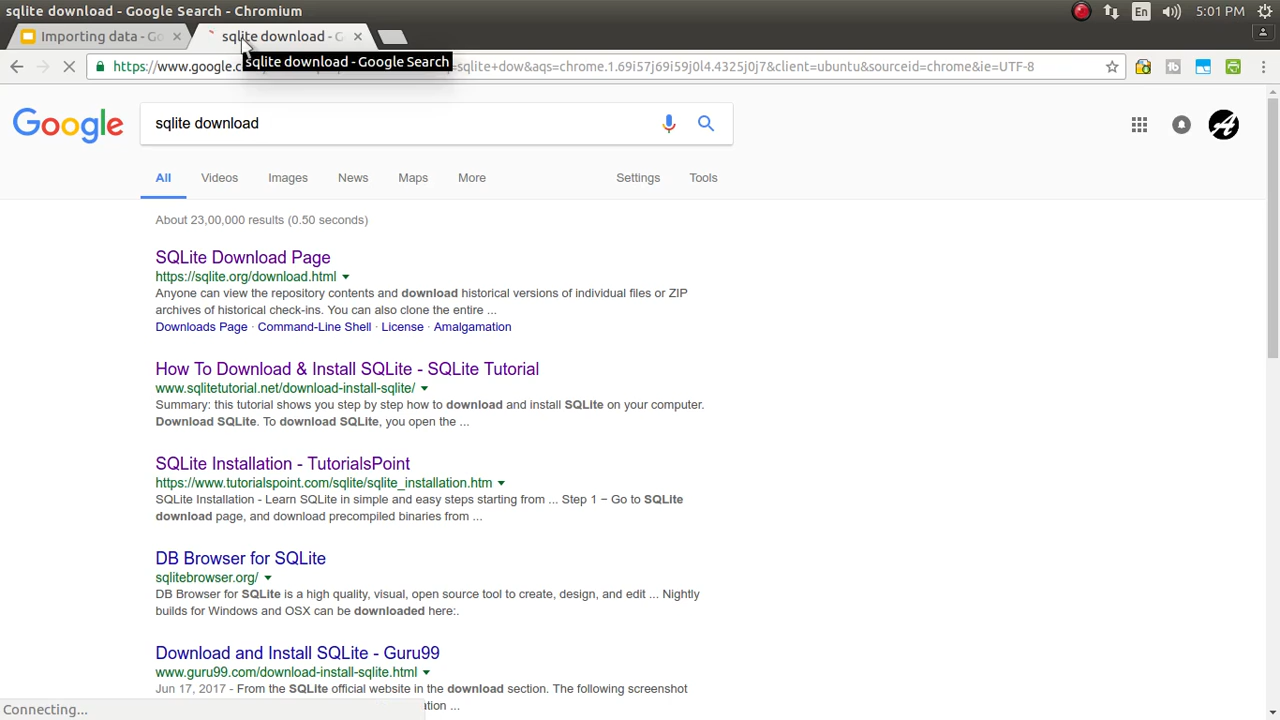 sqlite download - Google Search - Chromium
En
5:01 PM
Importing data - Go
sqlite download - G
https://www.google.c
=sqlite+dow&aqs=chrome.1.69i57j69i59j0l4.4325j0j7&client=ubuntu&sourceid=chrome&ie=UTF-8
sqlite download - Google Search
Google
sqlite download
All
Videos
Images
News
Maps
More
Settings
Tools
About 23,00,000 results (0.50 seconds)
SQLite Download Page
https://sqlite.org/download.html
Anyone can view the repository contents and download historical versions of individual files or ZIP
archives of historical check-ins. You can also clone the entire ...
Downloads Page · Command-Line Shell · License · Amalgamation
How To Download & Install SQLite - SQLite Tutorial
www.sqlitetutorial.net/download-install-sqlite/
Summary: this tutorial shows you step by step how to download and install SQLite on your computer.
Download SQLite. To download SQLite, you open the ...
SQLite Installation - TutorialsPoint
https://www.tutorialspoint.com/sqlite/sqlite_installation.htm
SQLite Installation - Learn SQLite in simple and easy steps starting from ... Step 1 − Go to SQLite
download page, and download precompiled binaries from ...
DB Browser for SQLite
sqlitebrowser.org/
DB Browser for SQLite is a high quality, visual, open source tool to create, design, and edit ... Nightly
builds for Windows and OSX can be downloaded here:.
Download and Install SQLite - Guru99
www.guru99.com/download-install-sqlite.html
Jun 17, 2017 - From the SQLite official website in the download section. The following screenshot
ation ...
Connecting...